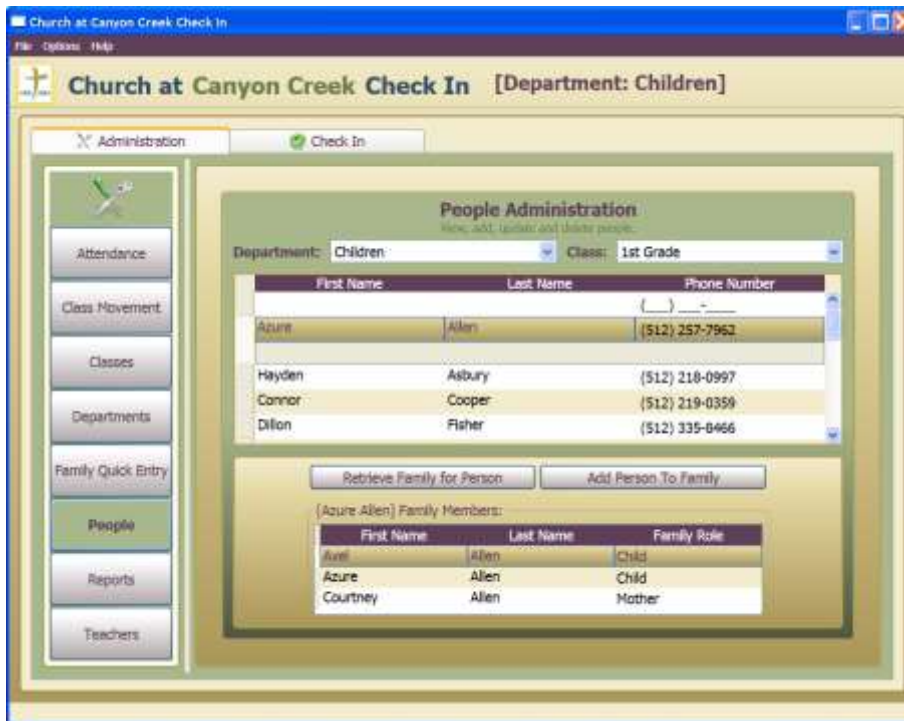 Church at Canyon Creek Check In
File Options Help
Church at Canyon Creek Check In [Department: Children]
Administration Check In
People Administration
View, add, update and delete people.
Department: Children Class: 1st Grade
First Name Last Name Phone Number
(___) ___-____
Azure Allen (512) 257-7962
Hayden Asbury (512) 218-0997
Connor Cooper (512) 219-0359
Dillon Fisher (512) 335-8466
Attendance
Class Movement
Classes
Departments
Family Quick Entry
People
Reports
Teachers
Retrieve Family for Person Add Person To Family
[Azure Allen] Family Members:
First Name Last Name Family Role
Axel Allen Child
Azure Allen Child
Courtney Allen Mother